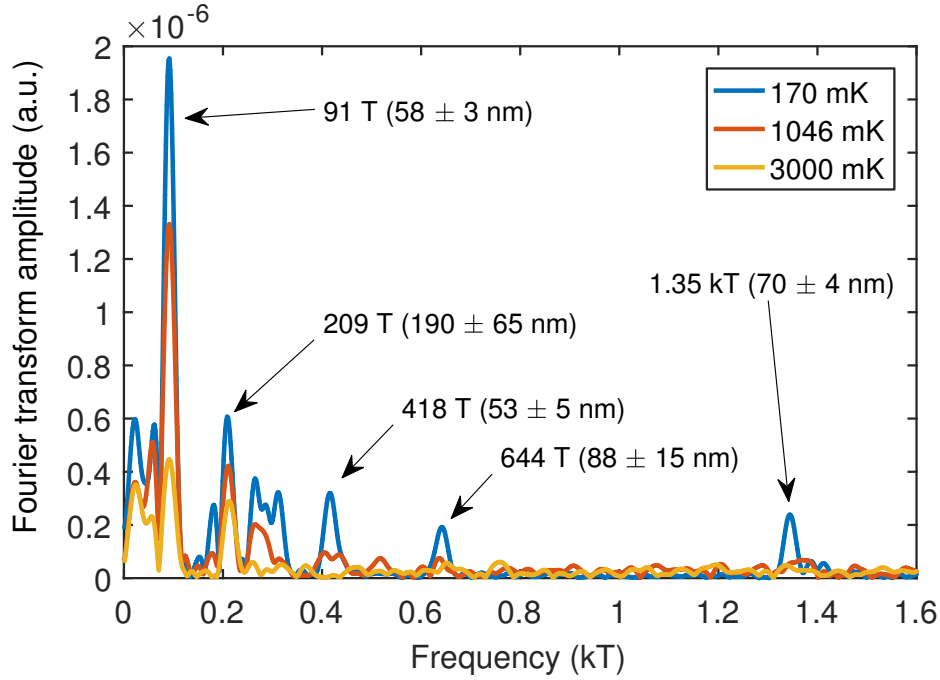 ×10^-6
2
1.8
1.6
1.4
1.2
1
0.8
0.6
0.4
0.2
0
Fourier transform amplitude (a.u.)
91 T (58 ± 3 nm)
209 T (190 ± 65 nm)
418 T (53 ± 5 nm)
644 T (88 ± 15 nm)
1.35 kT (70 ± 4 nm)
170 mK
1046 mK
3000 mK
0 0.2 0.4 0.6 0.8 1 1.2 1.4 1.6
Frequency (kT)